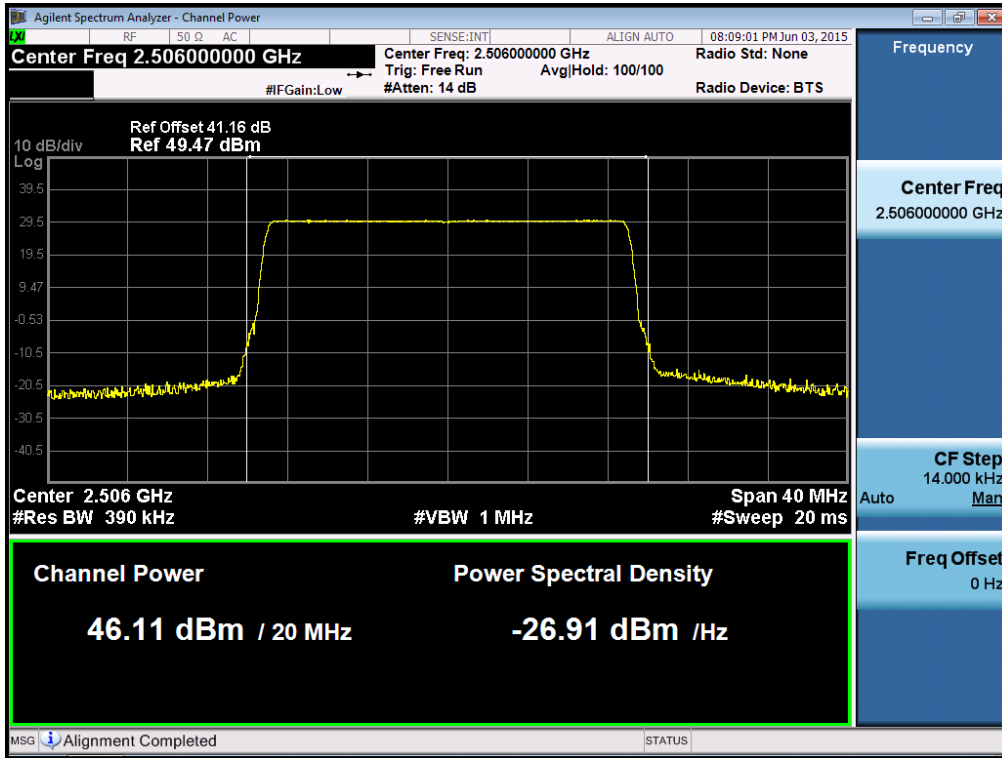 Agilent Spectrum Analyzer - Channel Power
LXI RF 50 Ω AC SENSE:INT ALIGN AUTO 08:09:01 PM Jun 03, 2015
Center Freq 2.506000000 GHz
#IFGain:Low
Center Freq: 2.506000000 GHz
Trig: Free Run Avg|Hold: 100/100
#Atten: 14 dB
Radio Std: None
Radio Device: BTS
Ref Offset 41.16 dB
10 dB/div Ref 49.47 dBm
Log
39.5
29.5
19.5
9.47
-0.53
-10.5
-20.5
-30.5
-40.5
Center 2.506 GHz Span 40 MHz
#Res BW 390 kHz #VBW 1 MHz #Sweep 20 ms
Channel Power Power Spectral Density
46.11 dBm / 20 MHz -26.91 dBm /Hz
MSG Alignment Completed STATUS
Frequency
Center Freq
2.506000000 GHz
CF Step
14.000 kHz
Auto Man
Freq Offset
0 Hz